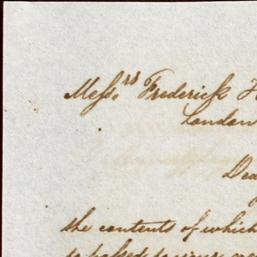 Messrs Frederick H
London
Dea
the contents of which